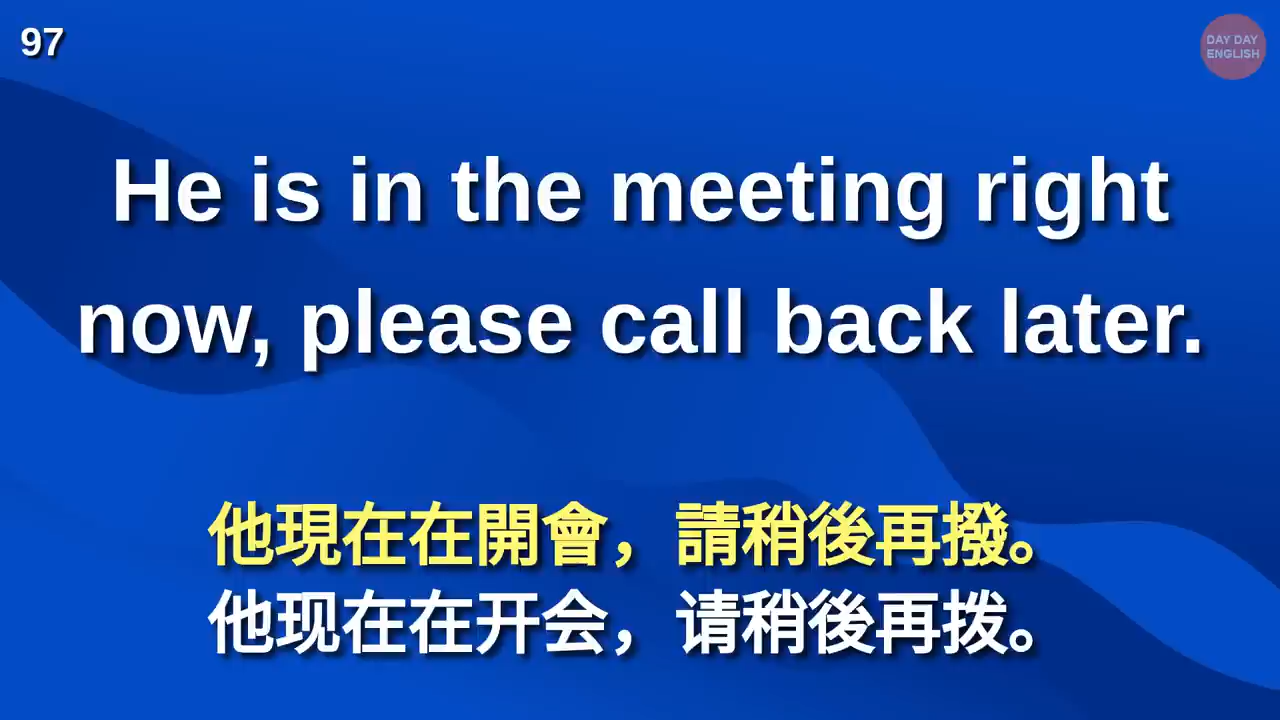 97
DAY DAY
ENGLISH
He is in the meeting right
now, please call back later.
他現在在開會，請稍後再撥。
他现在在开会，请稍後再拨。